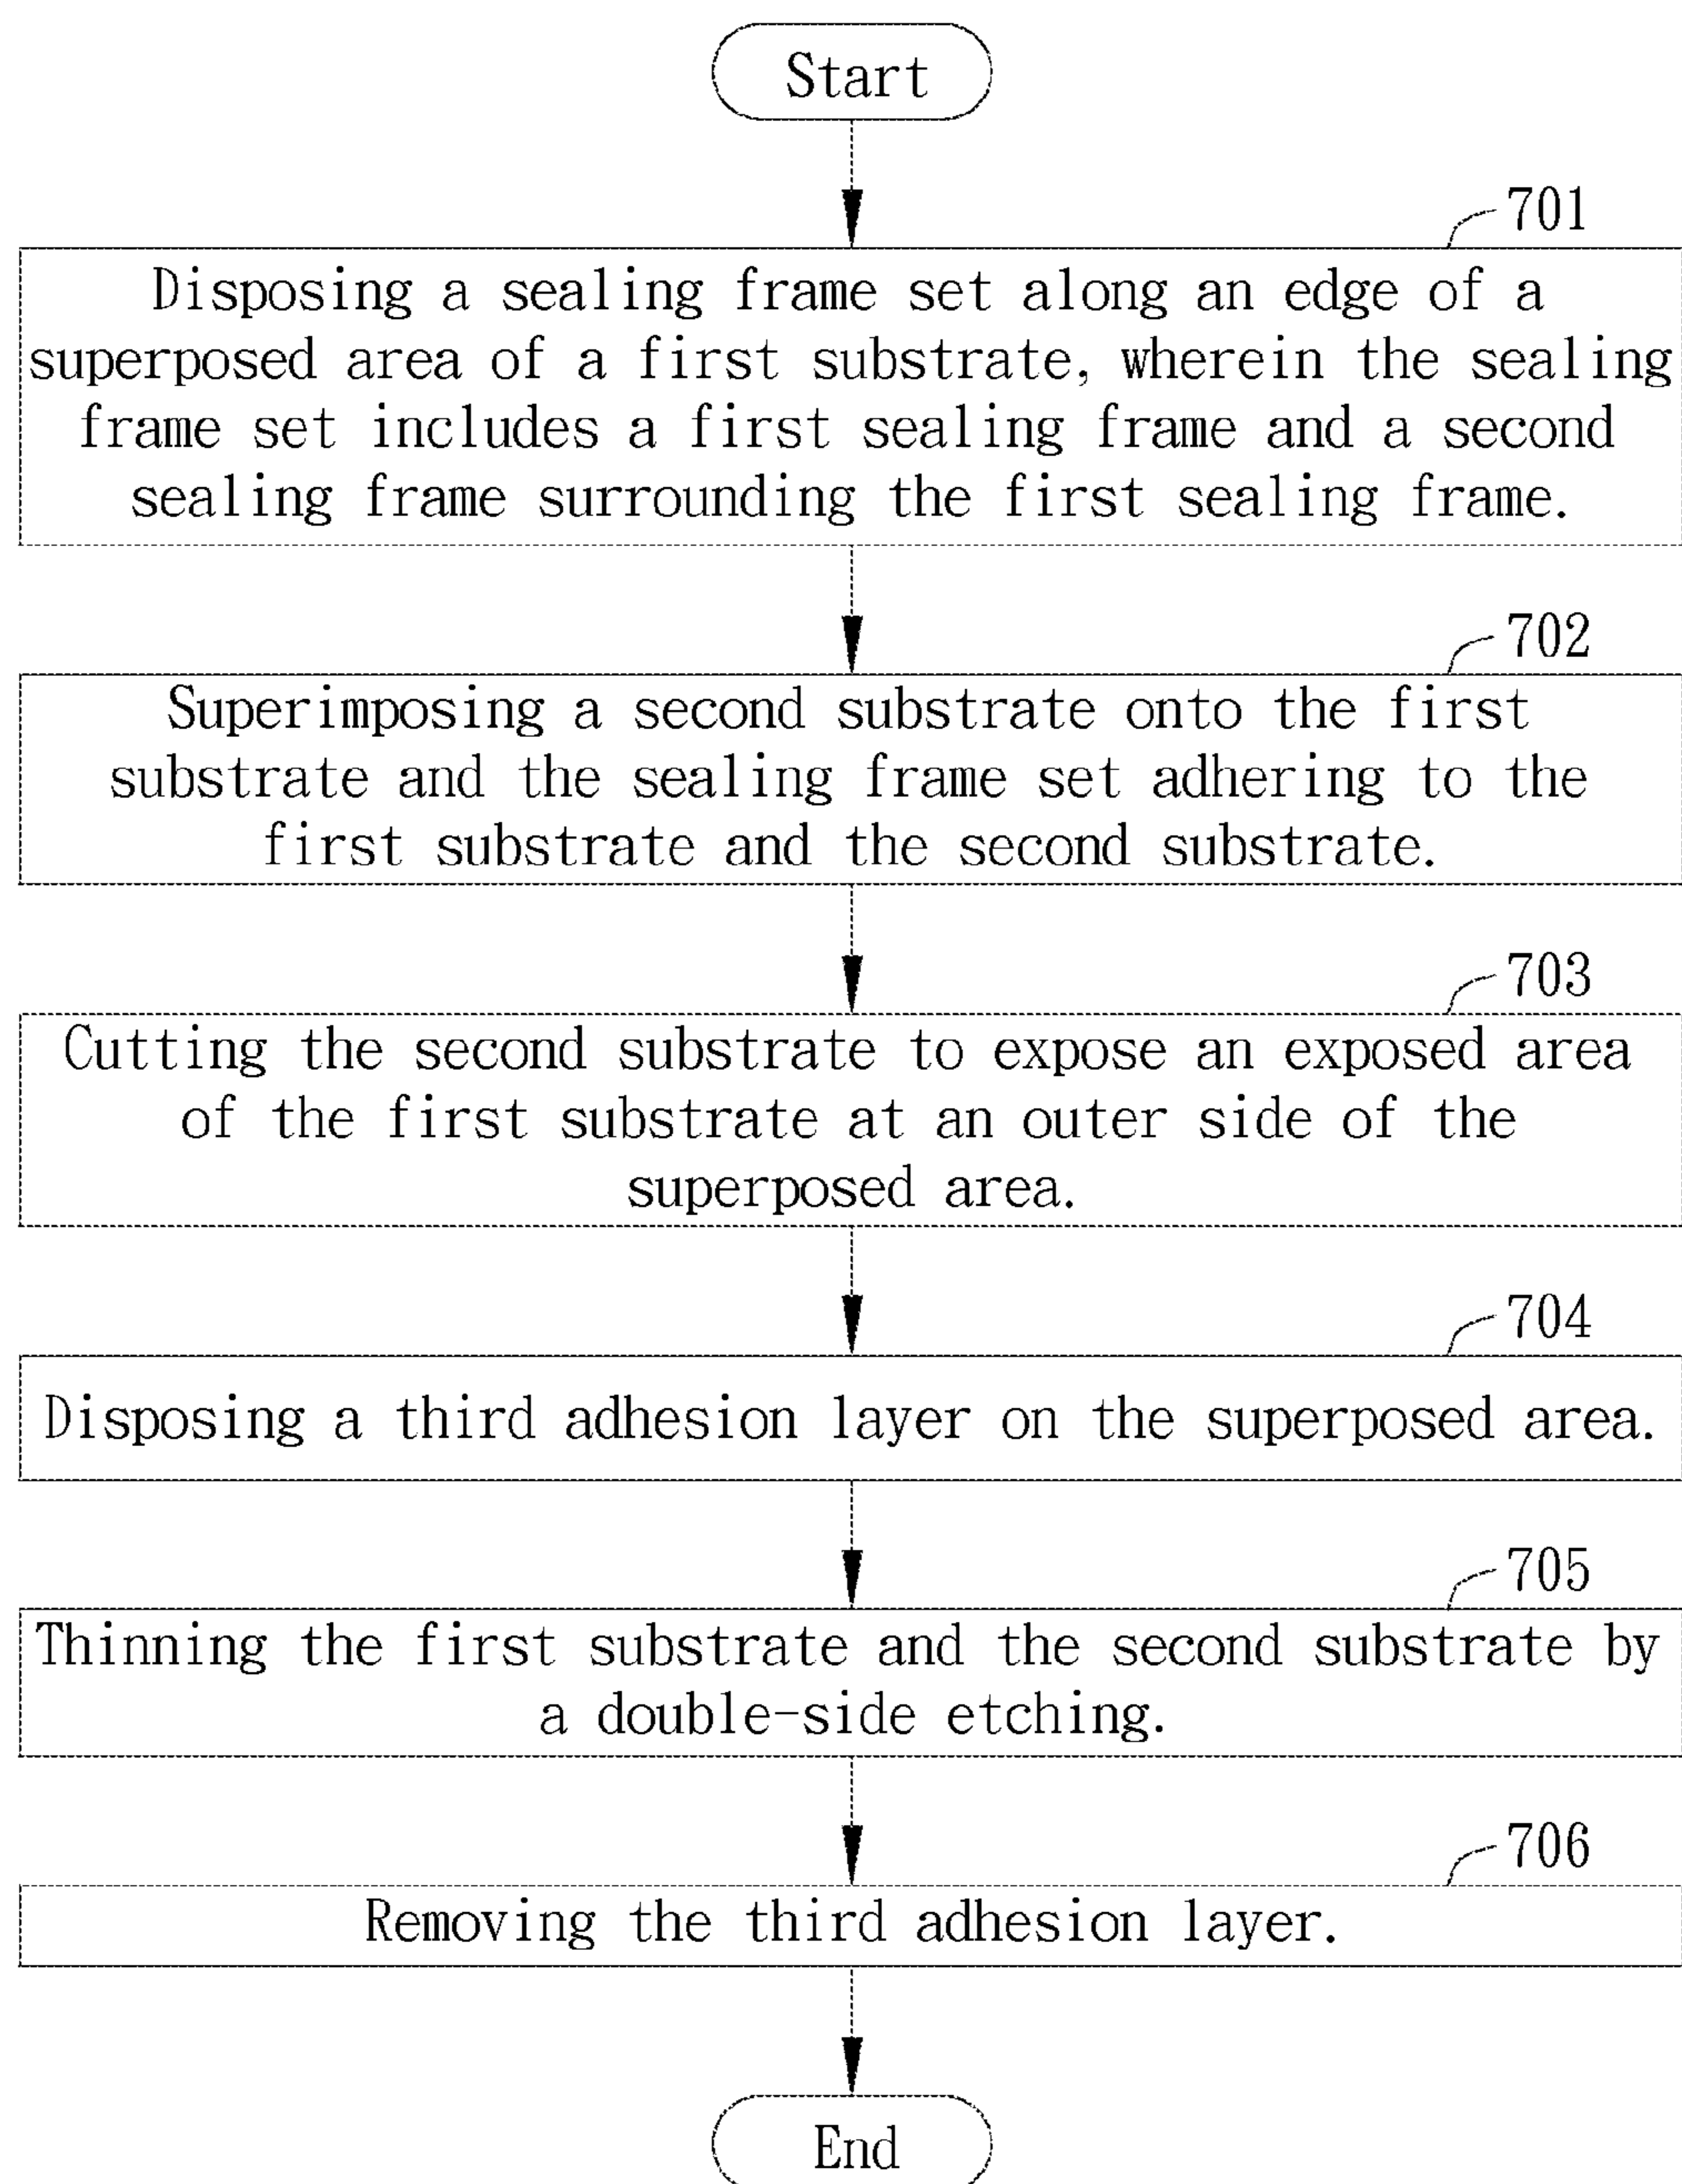 Start
701
Disposing a sealing frame set along an edge of a
superposed area of a first substrate, wherein the sealing
frame set includes a first sealing frame and a second
sealing frame surrounding the first sealing frame.
702
Superimposing a second substrate onto the first
substrate and the sealing frame set adhering to the
first substrate and the second substrate.
703
Cutting the second substrate to expose an exposed area
of the first substrate at an outer side of the
superposed area.
704
Disposing a third adhesion layer on the superposed area.
705
Thinning the first substrate and the second substrate by
a double-side etching.
706
Removing the third adhesion layer.
End